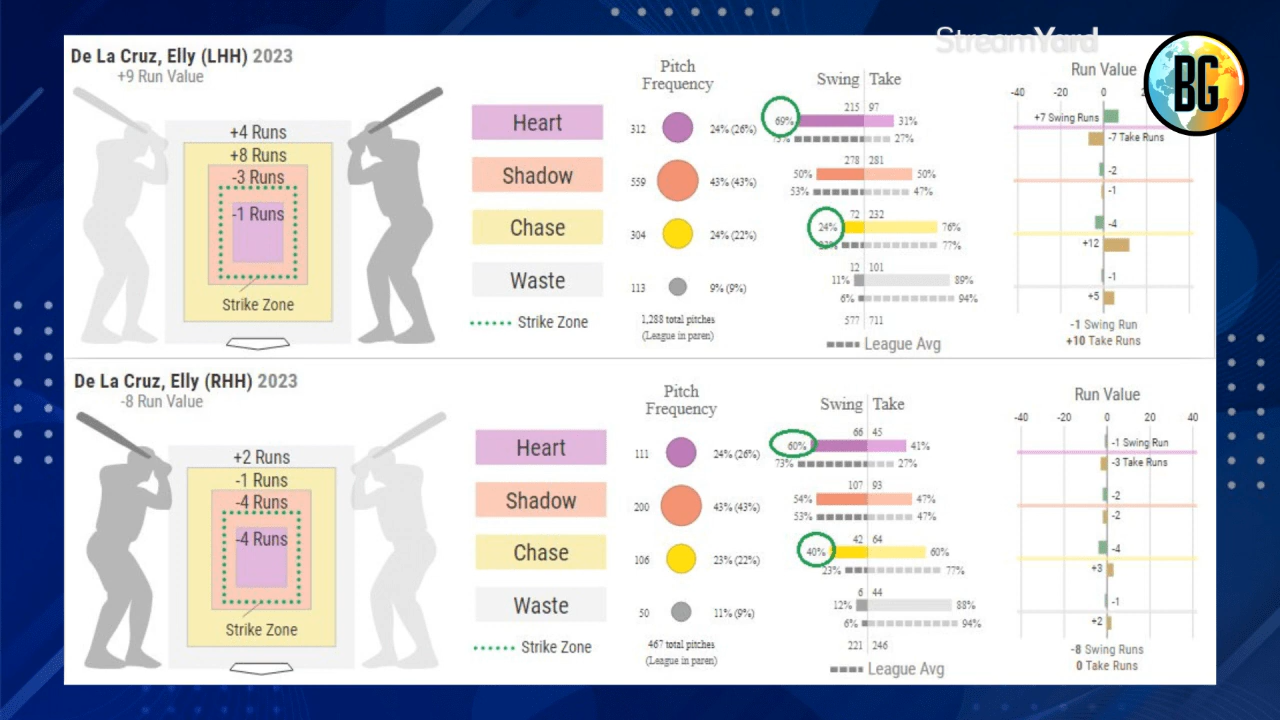 StreamYard
BG
De La Cruz, Elly (LHH) 2023
+9 Run Value
+4 Runs
+8 Runs
-3 Runs
-1 Runs
Strike Zone
Heart
Shadow
Chase
Waste
Strike Zone
Pitch
Frequency
312 24% (26%)
559 43% (43%)
304 24% (22%)
113 9% (9%)
1,288 total pitches
(League in paren)
Swing Take
215 97
69% 31%
73% 27%
278 281
50% 50%
53% 47%
72 232
24% 76%
23% 77%
12 101
11% 89%
6% 94%
577 711
League Avg
Run Value
-40 -20 0
+7 Swing Runs
-7 Take Runs
-2
-1
-4
+12
-1
+5
-1 Swing Run
+10 Take Runs
De La Cruz, Elly (RHH) 2023
-8 Run Value
+2 Runs
-1 Runs
-4 Runs
-4 Runs
Strike Zone
Heart
Shadow
Chase
Waste
Strike Zone
Pitch
Frequency
111 24% (26%)
200 43% (43%)
106 23% (22%)
50 11% (9%)
467 total pitches
(League in paren)
Swing Take
66 45
60% 41%
73% 27%
107 93
54% 47%
53% 47%
42 64
40% 60%
23% 77%
6 44
12% 88%
6% 94%
221 246
League Avg
Run Value
-40 -20 0 20 40
-1 Swing Run
-3 Take Runs
-2
-2
-4
+3
-1
+2
-8 Swing Runs
0 Take Runs